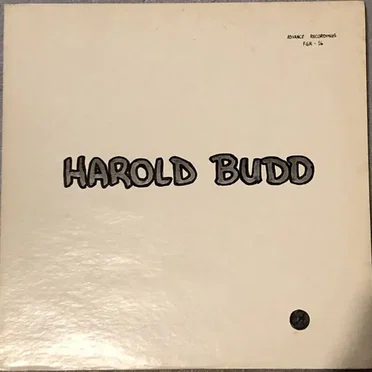 ADVANCE RECORDINGS
FGR-16
HAROLD BUDD